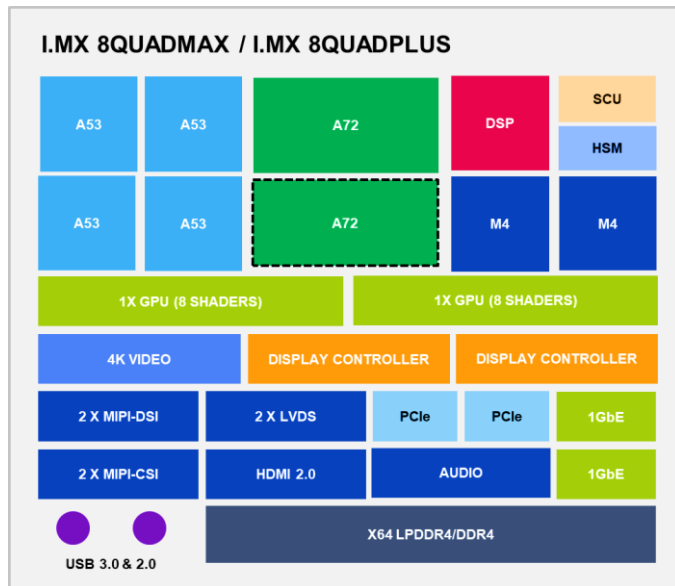 I.MX 8QUADMAX / I.MX 8QUADPLUS
A53
A53
A72
DSP
SCU
HSM
A53
A53
A72
M4
M4
1X GPU (8 SHADERS)
1X GPU (8 SHADERS)
4K VIDEO
DISPLAY CONTROLLER
DISPLAY CONTROLLER
2 X MIPI-DSI
2 X LVDS
PCIe
PCIe
1GbE
2 X MIPI-CSI
HDMI 2.0
AUDIO
1GbE
X64 LPDDR4/DDR4
USB 3.0 & 2.0